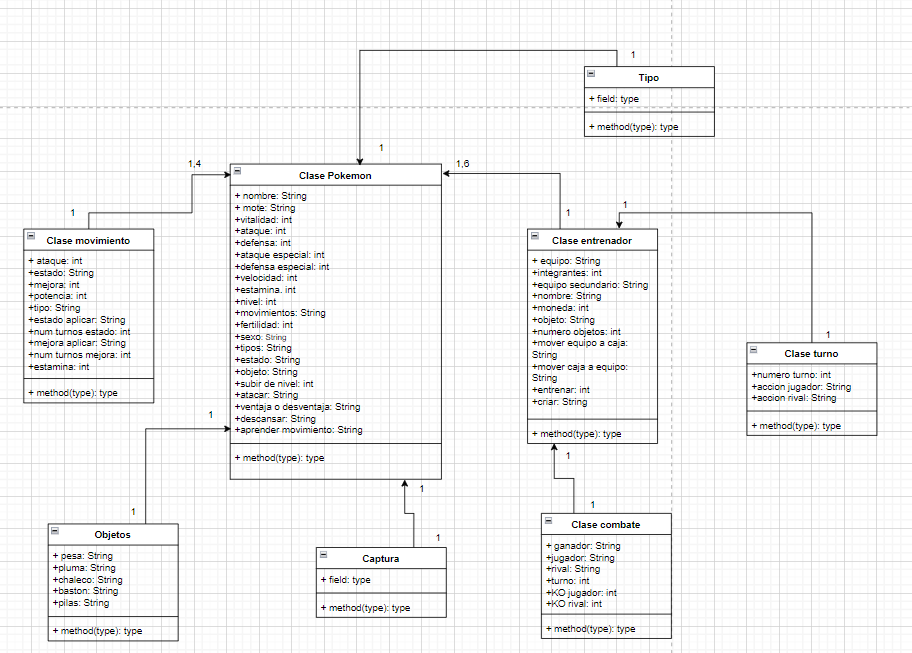 1
Tipo
+ field: type
+ method(type): type
1
1,4
1,6
Clase Pokemon
+ nombre: String
+ mote: String
+vitalidad: int
+ataque: int
+defensa: int
+ataque especial: int
+defensa especial: int
+velocidad: int
+estamina. int
+nivel: int
+movimientos: String
+fertilidad: int
+sexo: String
+tipos: String
+estado: String
+objeto: String
+subir de nivel: int
+atacar: String
+ventaja o desventaja: String
+descansar: String
+aprender movimiento: String
+ method(type): type
1
Clase movimiento
+ ataque: int
+estado: String
+mejora: int
+potencia: int
+tipo: String
+estado aplicar: String
+num turnos estado: int
+mejora aplicar: String
+num turnos mejora: int
+estamina: int
+ method(type): type
1
1
Clase entrenador
+ equipo: String
+integrantes: int
+equipo secundario: String
+nombre: String
+moneda: int
+objeto: String
+numero objetos: int
+mover equipo a caja:
String
+mover caja a equipo:
String
+entrenar: int
+criar: String
+ method(type): type
1
Clase turno
+numero turno: int
+accion jugador: String
+accion rival: String
+ method(type): type
1
1
Objetos
+ pesa: String
+pluma: String
+chaleco: String
+baston: String
+pilas: String
+ method(type): type
1
1
Captura
+ field: type
+ method(type): type
1
1
Clase combate
+ ganador: String
+jugador: String
+rival: String
+turno: int
+KO jugador: int
+KO rival: int
+ method(type): type